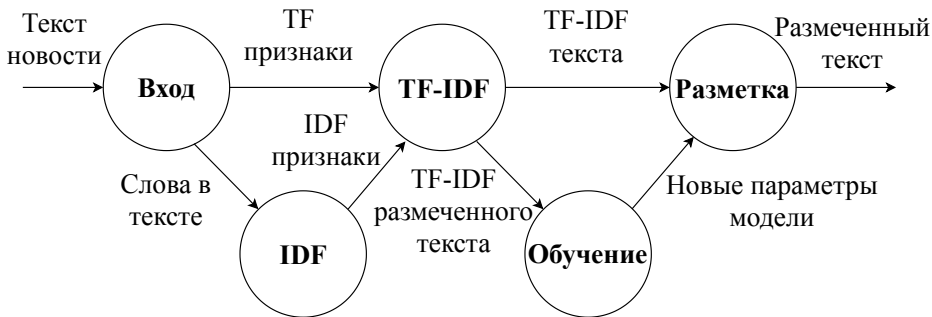 Текст
новости
TF
признаки
TF-IDF
текста
Размеченный
текст
Вход
TF-IDF
Разметка
IDF
признаки
Слова в
тексте
TF-IDF
размеченного
текста
Новые параметры
модели
IDF
Обучение